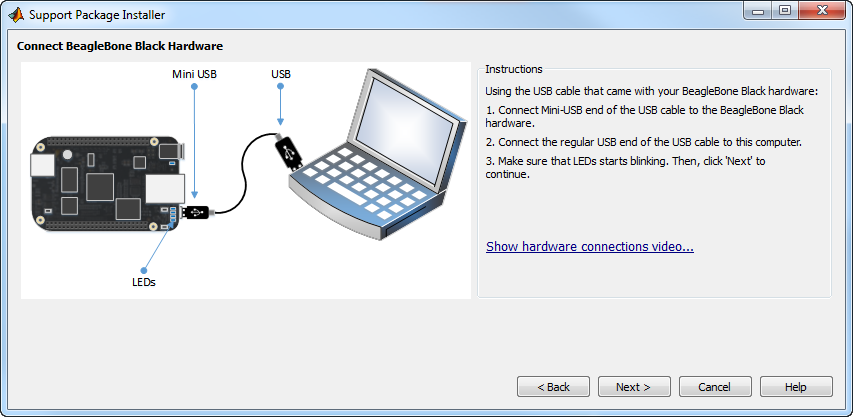 Support Package Installer
Connect BeagleBone Black Hardware
Mini USB
USB
LEDs
Instructions
Using the USB cable that came with your BeagleBone Black hardware:
1. Connect Mini-USB end of the USB cable to the BeagleBone Black
hardware.
2. Connect the regular USB end of the USB cable to this computer.
3. Make sure that LEDs starts blinking. Then, click 'Next' to
continue.
Show hardware connections video...
< Back
Next >
Cancel
Help